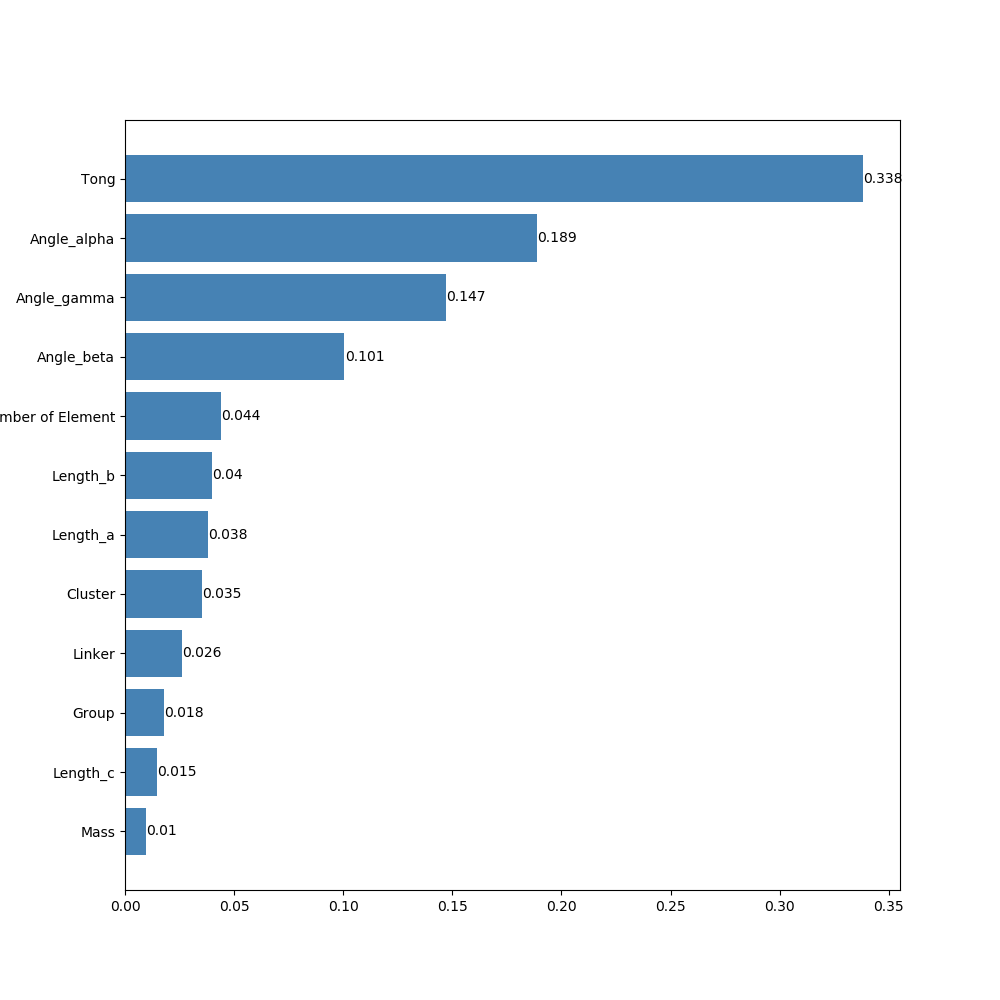 Tong 0.338
Angle_alpha 0.189
Angle_gamma 0.147
Angle_beta 0.101
mber of Element 0.044
Length_b 0.04
Length_a 0.038
Cluster 0.035
Linker 0.026
Group 0.018
Length_c 0.015
Mass 0.01
0.00 0.05 0.10 0.15 0.20 0.25 0.30 0.35